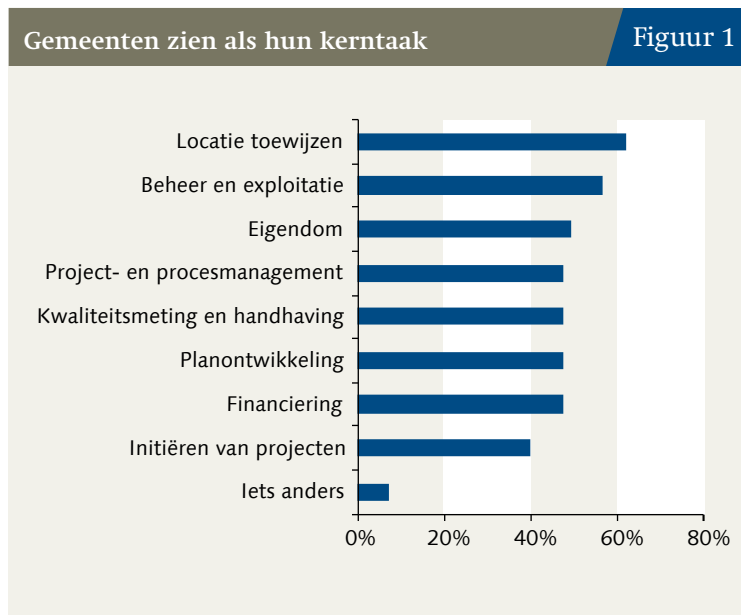 Gemeenten zien als hun kerntaak
Figuur 1
Locatie toewijzen
Beheer en exploitatie
Eigendom
Project- en procesmanagement
Kwaliteitsmeting en handhaving
Planontwikkeling
Financiering
Initiëren van projecten
Iets anders
0% 20% 40% 60% 80%